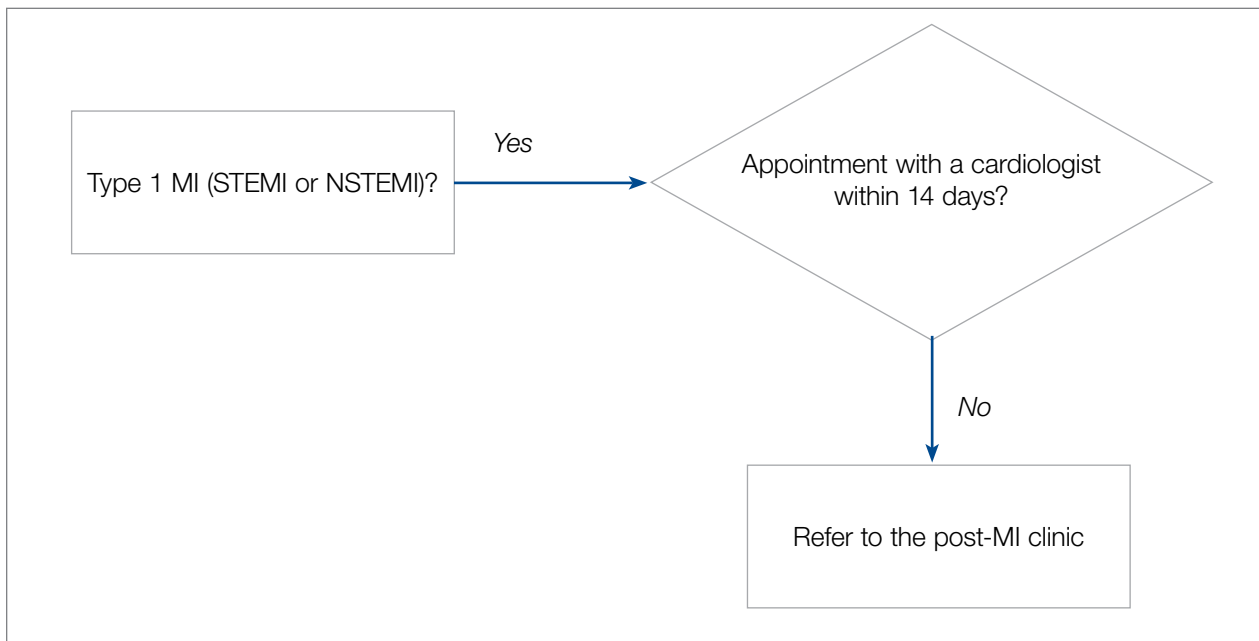 Type 1 MI (STEMI or NSTEMI)?
Yes
Appointment with a cardiologist
within 14 days?
No
Refer to the post-MI clinic